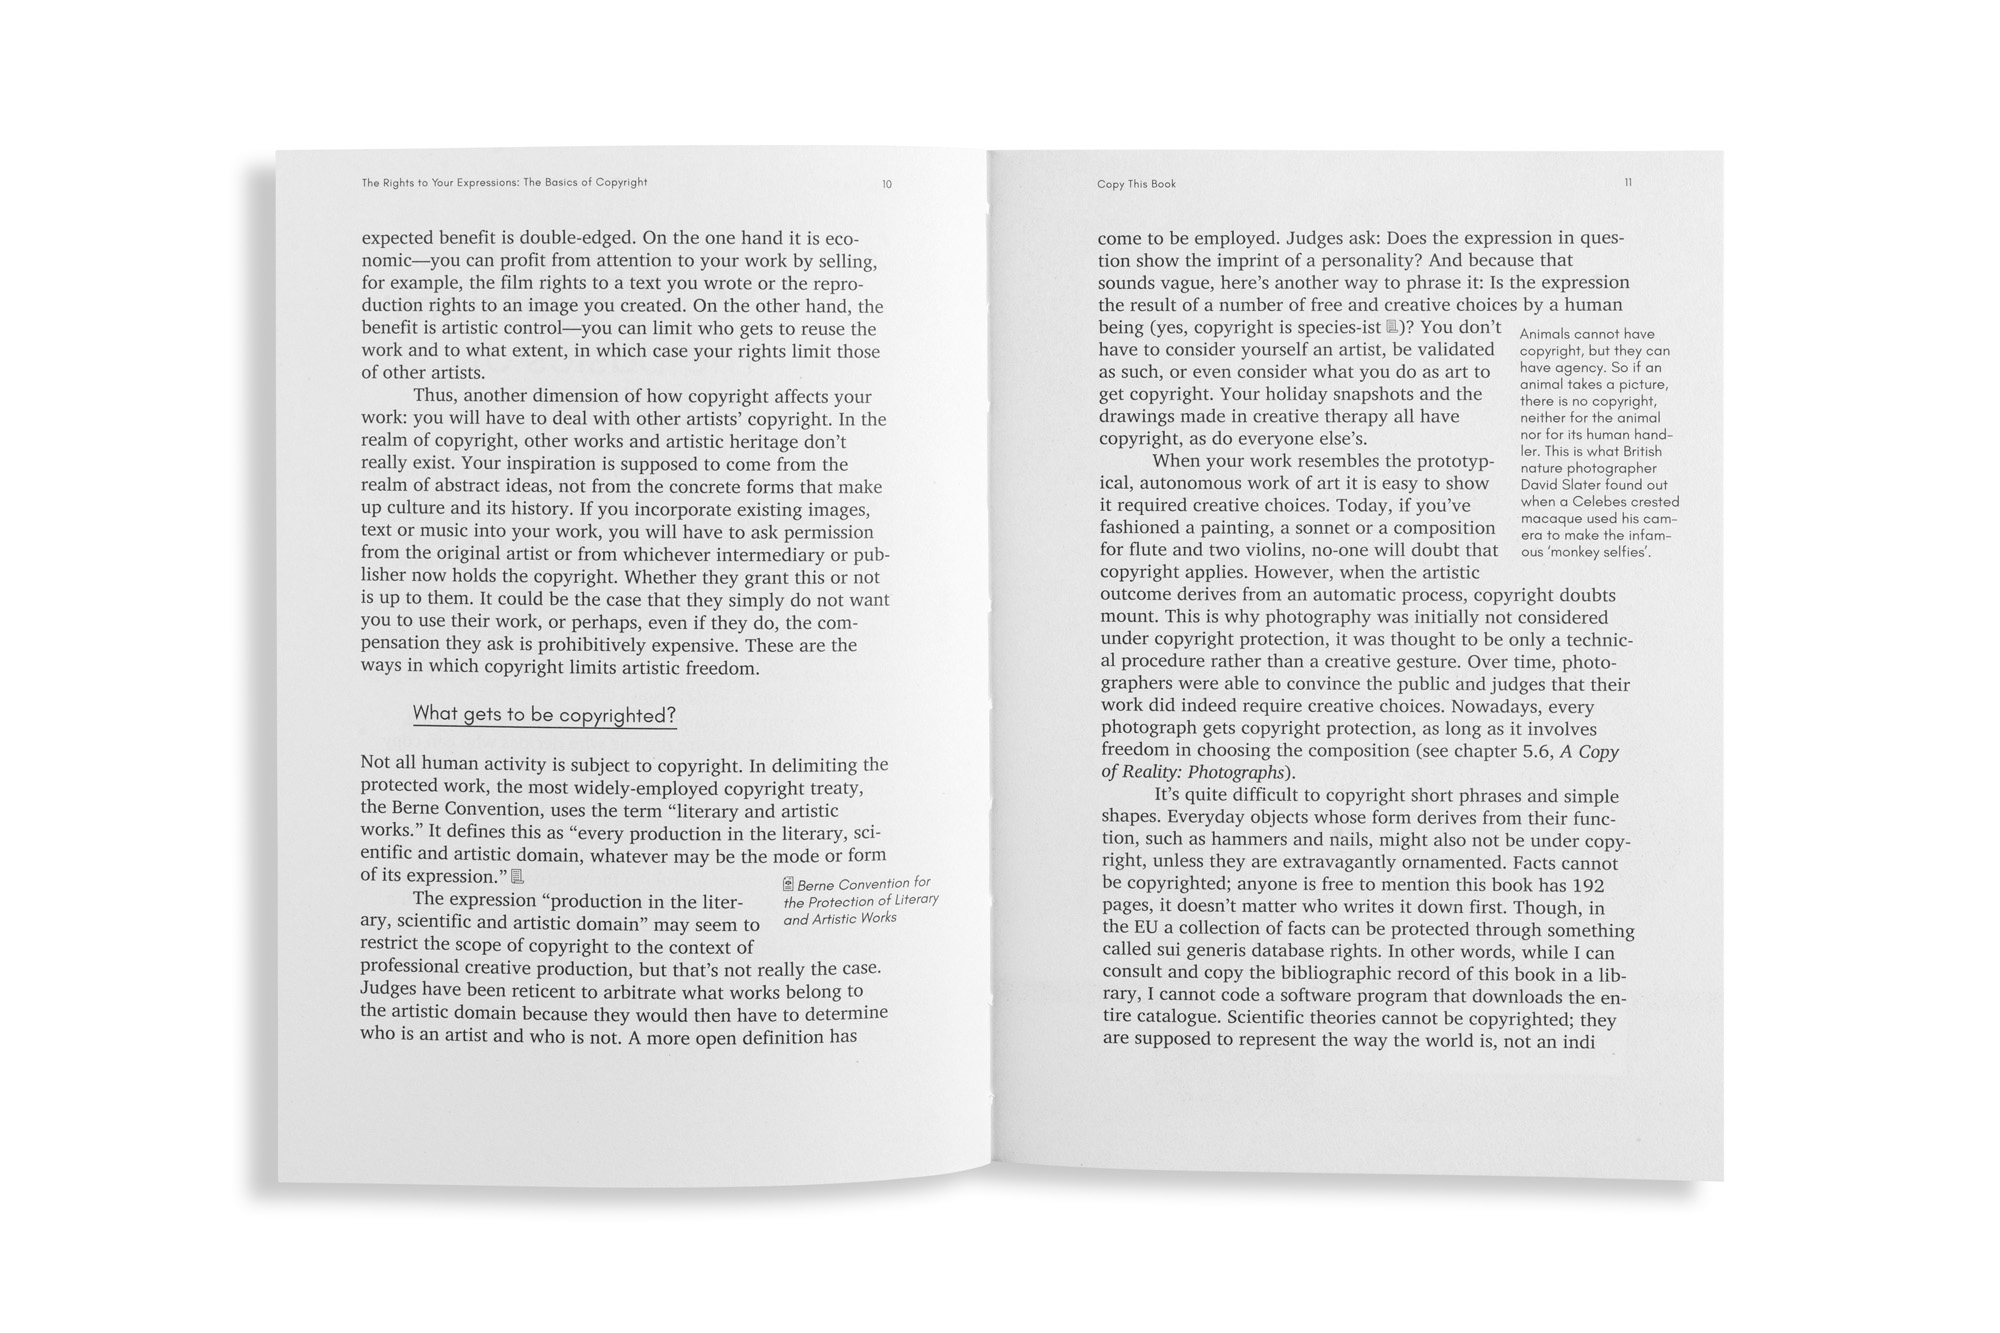 The Rights to Your Expressions: The Basics of Copyright
10
expected benefit is double-edged. On the one hand it is eco-
nomic—you can profit from attention to your work by selling,
for example, the film rights to a text you wrote or the repro-
duction rights to an image you created. On the other hand, the
benefit is artistic control—you can limit who gets to reuse the
work and to what extent, in which case your rights limit those
of other artists.
Thus, another dimension of how copyright affects your
work: you will have to deal with other artists’ copyright. In the
realm of copyright, other works and artistic heritage don’t
really exist. Your inspiration is supposed to come from the
realm of abstract ideas, not from the concrete forms that make
up culture and its history. If you incorporate existing images,
text or music into your work, you will have to ask permission
from the original artist or from whichever intermediary or pub-
lisher now holds the copyright. Whether they grant this or not
is up to them. It could be the case that they simply do not want
you to use their work, or perhaps, even if they do, the com-
pensation they ask is prohibitively expensive. These are the
ways in which copyright limits artistic freedom.
What gets to be copyrighted?
Not all human activity is subject to copyright. In delimiting the
protected work, the most widely-employed copyright treaty,
the Berne Convention, uses the term “literary and artistic
works.” It defines this as “every production in the literary, sci-
entific and artistic domain, whatever may be the mode or form
of its expression.”
The expression “production in the liter-
ary, scientific and artistic domain” may seem to
restrict the scope of copyright to the context of
professional creative production, but that’s not really the case.
Judges have been reticent to arbitrate what works belong to
the artistic domain because they would then have to determine
who is an artist and who is not. A more open definition has
Berne Convention for
the Protection of Literary
and Artistic Works
Copy This Book
11
come to be employed. Judges ask: Does the expression in ques-
tion show the imprint of a personality? And because that
sounds vague, here’s another way to phrase it: Is the expression
the result of a number of free and creative choices by a human
being (yes, copyright is species-ist )? You don’t
have to consider yourself an artist, be validated
as such, or even consider what you do as art to
get copyright. Your holiday snapshots and the
drawings made in creative therapy all have
copyright, as do everyone else’s.
When your work resembles the prototyp-
ical, autonomous work of art it is easy to show
it required creative choices. Today, if you’ve
fashioned a painting, a sonnet or a composition
for flute and two violins, no-one will doubt that
copyright applies. However, when the artistic
outcome derives from an automatic process, copyright doubts
mount. This is why photography was initially not considered
under copyright protection, it was thought to be only a technic-
al procedure rather than a creative gesture. Over time, photo-
graphers were able to convince the public and judges that their
work did indeed require creative choices. Nowadays, every
photograph gets copyright protection, as long as it involves
freedom in choosing the composition (see chapter 5.6, A Copy
of Reality: Photographs).
It’s quite difficult to copyright short phrases and simple
shapes. Everyday objects whose form derives from their func-
tion, such as hammers and nails, might also not be under copy-
right, unless they are extravagantly ornamented. Facts cannot
be copyrighted; anyone is free to mention this book has 192
pages, it doesn’t matter who writes it down first. Though, in
the EU a collection of facts can be protected through something
called sui generis database rights. In other words, while I can
consult and copy the bibliographic record of this book in a lib-
rary, I cannot code a software program that downloads the en-
tire catalogue. Scientific theories cannot be copyrighted; they
are supposed to represent the way the world is, not an indi
Animals cannot have
copyright, but they can
have agency. So if an
animal takes a picture,
there is no copyright,
neither for the animal
nor for its human hand-
ler. This is what British
nature photographer
David Slater found out
when a Celebes crested
macaque used his cam-
era to make the infam-
ous ‘monkey selfies’.